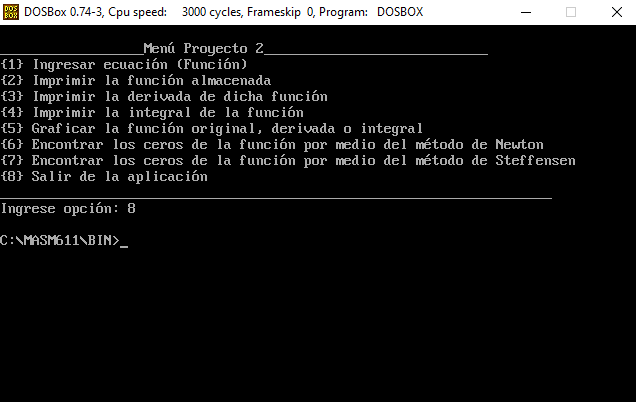 DOS
BOX
DOSBox 0.74-3, Cpu speed: 3000 cycles, Frameskip 0, Program: DOSBOX
__________________Menú Proyecto 2____________________________
{1} Ingresar ecuación (Función)
{2} Imprimir la función almacenada
{3} Imprimir la derivada de dicha función
{4} Imprimir la integral de la función
{5} Graficar la función original, derivada o integral
{6} Encontrar los ceros de la función por medio del método de Newton
{7} Encontrar los ceros de la función por medio del método de Steffensen
{8} Salir de la aplicación
_____________________________________________________________________
Ingrese opción: 8
C:\MASM611\BIN>_